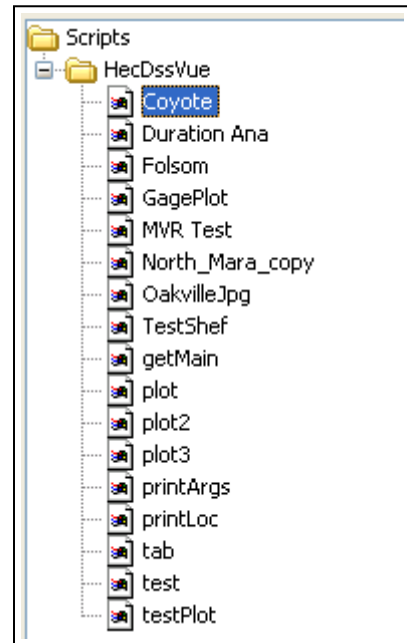 Scripts
HecDssVue
Coyote
Duration Ana
Folsom
GagePlot
MVR Test
North_Mara_copy
OakvilleJpg
TestShef
getMain
plot
plot2
plot3
printArgs
printLoc
tab
test
testPlot